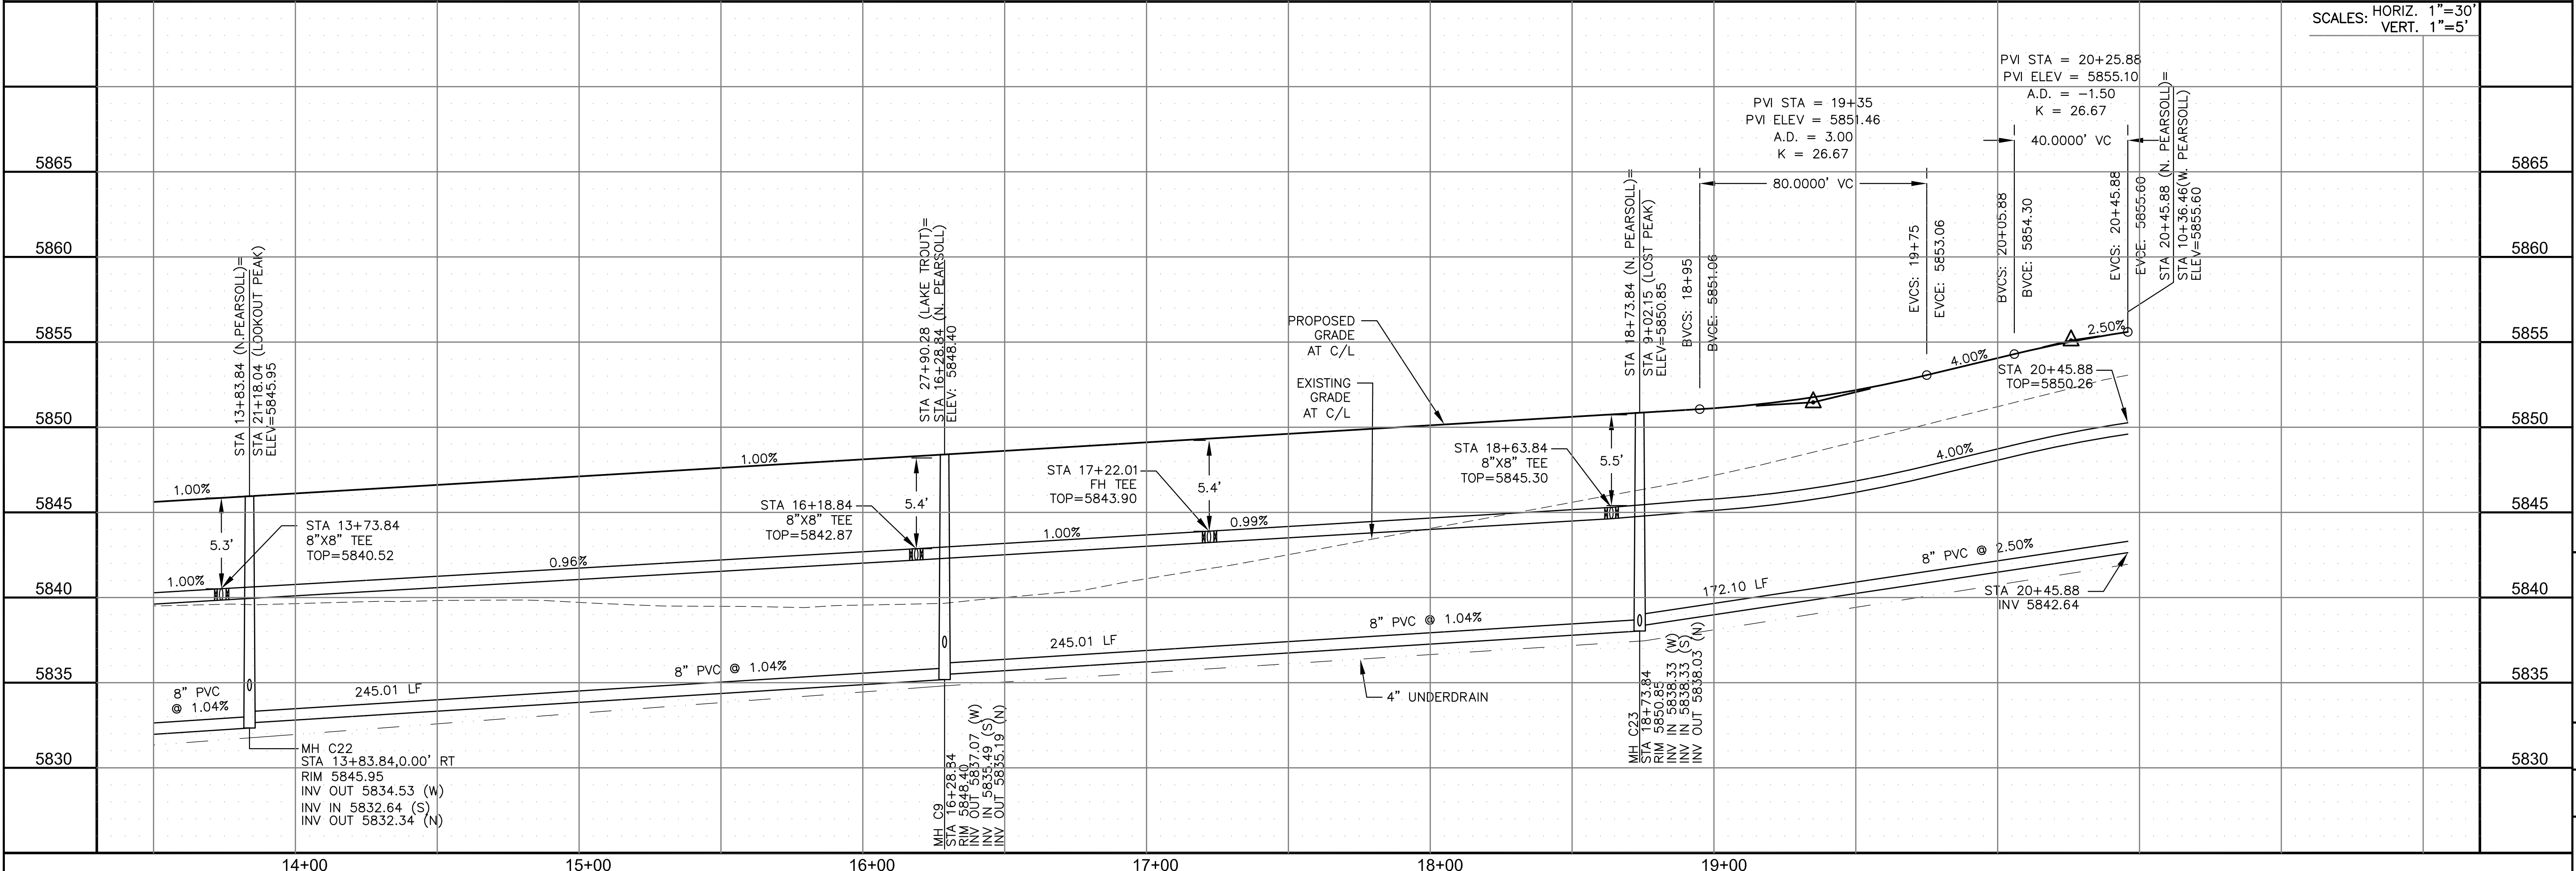 SCALES: HORIZ. 1"=30'
VERT. 1"=5'
PVI STA = 20+25.88
PVI ELEV = 5855.10
A.D. = -1.50
K = 26.67
40.0000' VC
PVI STA = 19+35
PVI ELEV = 5851.46
A.D. = 3.00
K = 26.67
80.0000' VC
5865
5860
5855
5850
5845
5840
5835
5830
5865
5860
5855
5850
5845
5840
5835
5830
STA 13+83.84 (N.PEARSOLL)=
STA 21+18.04 (LOOKOUT PEAK)
ELEV=5845.95
STA 27+90.28 (LAKE TROUT)=
STA 16+28.84 (N. PEARSOLL)
ELEV: 5848.40
STA 18+73.84 (N. PEARSOLL)=
STA 9+02.15 (LOST PEAK)
ELEV=5850.85
BVCS: 18+95
BVCE: 5851.06
EVCS: 19+75
EVCE: 5853.06
BVCS: 20+05.88
BVCE: 5854.30
EVCS: 20+45.88
EVCE: 5855.60
STA 20+45.88 (N. PEARSOLL)=
STA 10+36.46(W. PEARSOLL)
ELEV=5855.60
PROPOSED
GRADE
AT C/L
EXISTING
GRADE
AT C/L
2.50%
4.00%
STA 20+45.88
TOP=5850.26
4.00%
1.00%
1.00%
5.3'
STA 13+73.84
8"X8" TEE
TOP=5840.52
1.00%
0.96%
STA 16+18.84
8"X8" TEE
TOP=5842.87
5.4'
1.00%
STA 17+22.01
FH TEE
TOP=5843.90
5.4'
0.99%
STA 18+63.84
8"X8" TEE
TOP=5845.30
5.5'
8" PVC @ 2.50%
172.10 LF
STA 20+45.88
INV 5842.64
8" PVC
@ 1.04%
245.01 LF
8" PVC @ 1.04%
245.01 LF
8" PVC @ 1.04%
4" UNDERDRAIN
MH C22
STA 13+83.84,0.00' RT
RIM 5845.95
INV OUT 5834.53 (W)
INV IN 5832.64 (S)
INV OUT 5832.34 (N)
MH C9
STA 16+28.84
RIM 5848.40
INV OUT 5837.07 (W)
INV IN 5835.49 (S)
INV OUT 5835.19 (N)
MH C23
STA 18+73.84
RIM 5850.85
INV IN 5838.33 (W)
INV IN 5838.33 (S)
INV OUT 5838.03 (N)
14+00
15+00
16+00
17+00
18+00
19+00